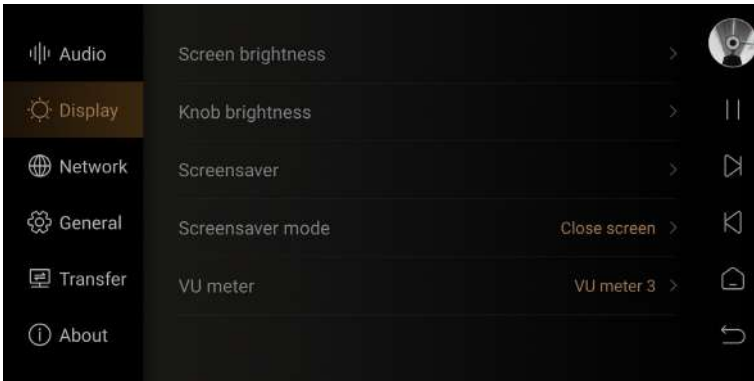 Audio
Display
Network
General
Transfer
About
Screen brightness
Knob brightness
Screensaver
Screensaver mode
Close screen
VU meter
VU meter 3